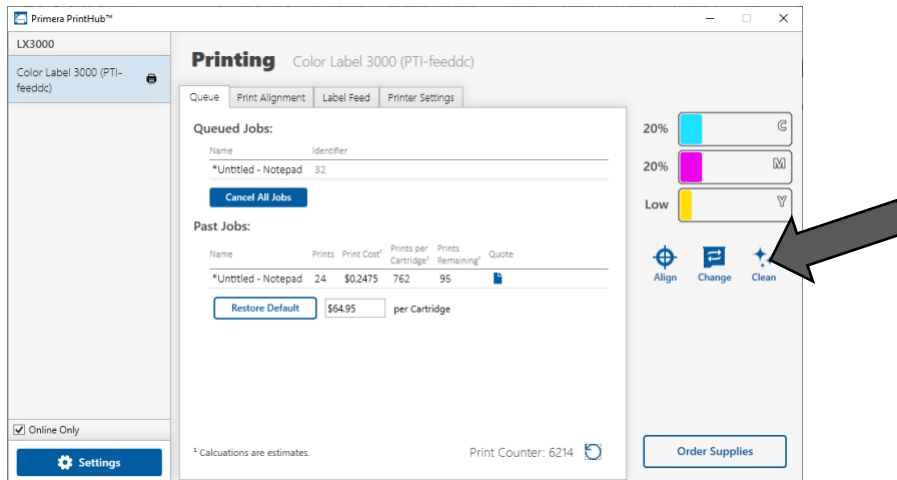 Primera PrintHub™
LX3000
Color Label 3000 (PTI-
feeddc)
Online Only
Settings
Printing Color Label 3000 (PTI-feeddc)
Queue Print Alignment Label Feed Printer Settings
Queued Jobs:
Name Identifier
*Untitled - Notepad 32
Cancel All Jobs
Past Jobs:
Name Prints Print Cost¹ Prints per Cartridge¹ Prints Remaining¹ Quote
*Untitled - Notepad 24 $0.2475 762 95
Restore Default $64.95 per Cartridge
¹ Calcuations are estimates. Print Counter: 6214
20% C
20% M
Low Y
Align Change Clean
Order Supplies